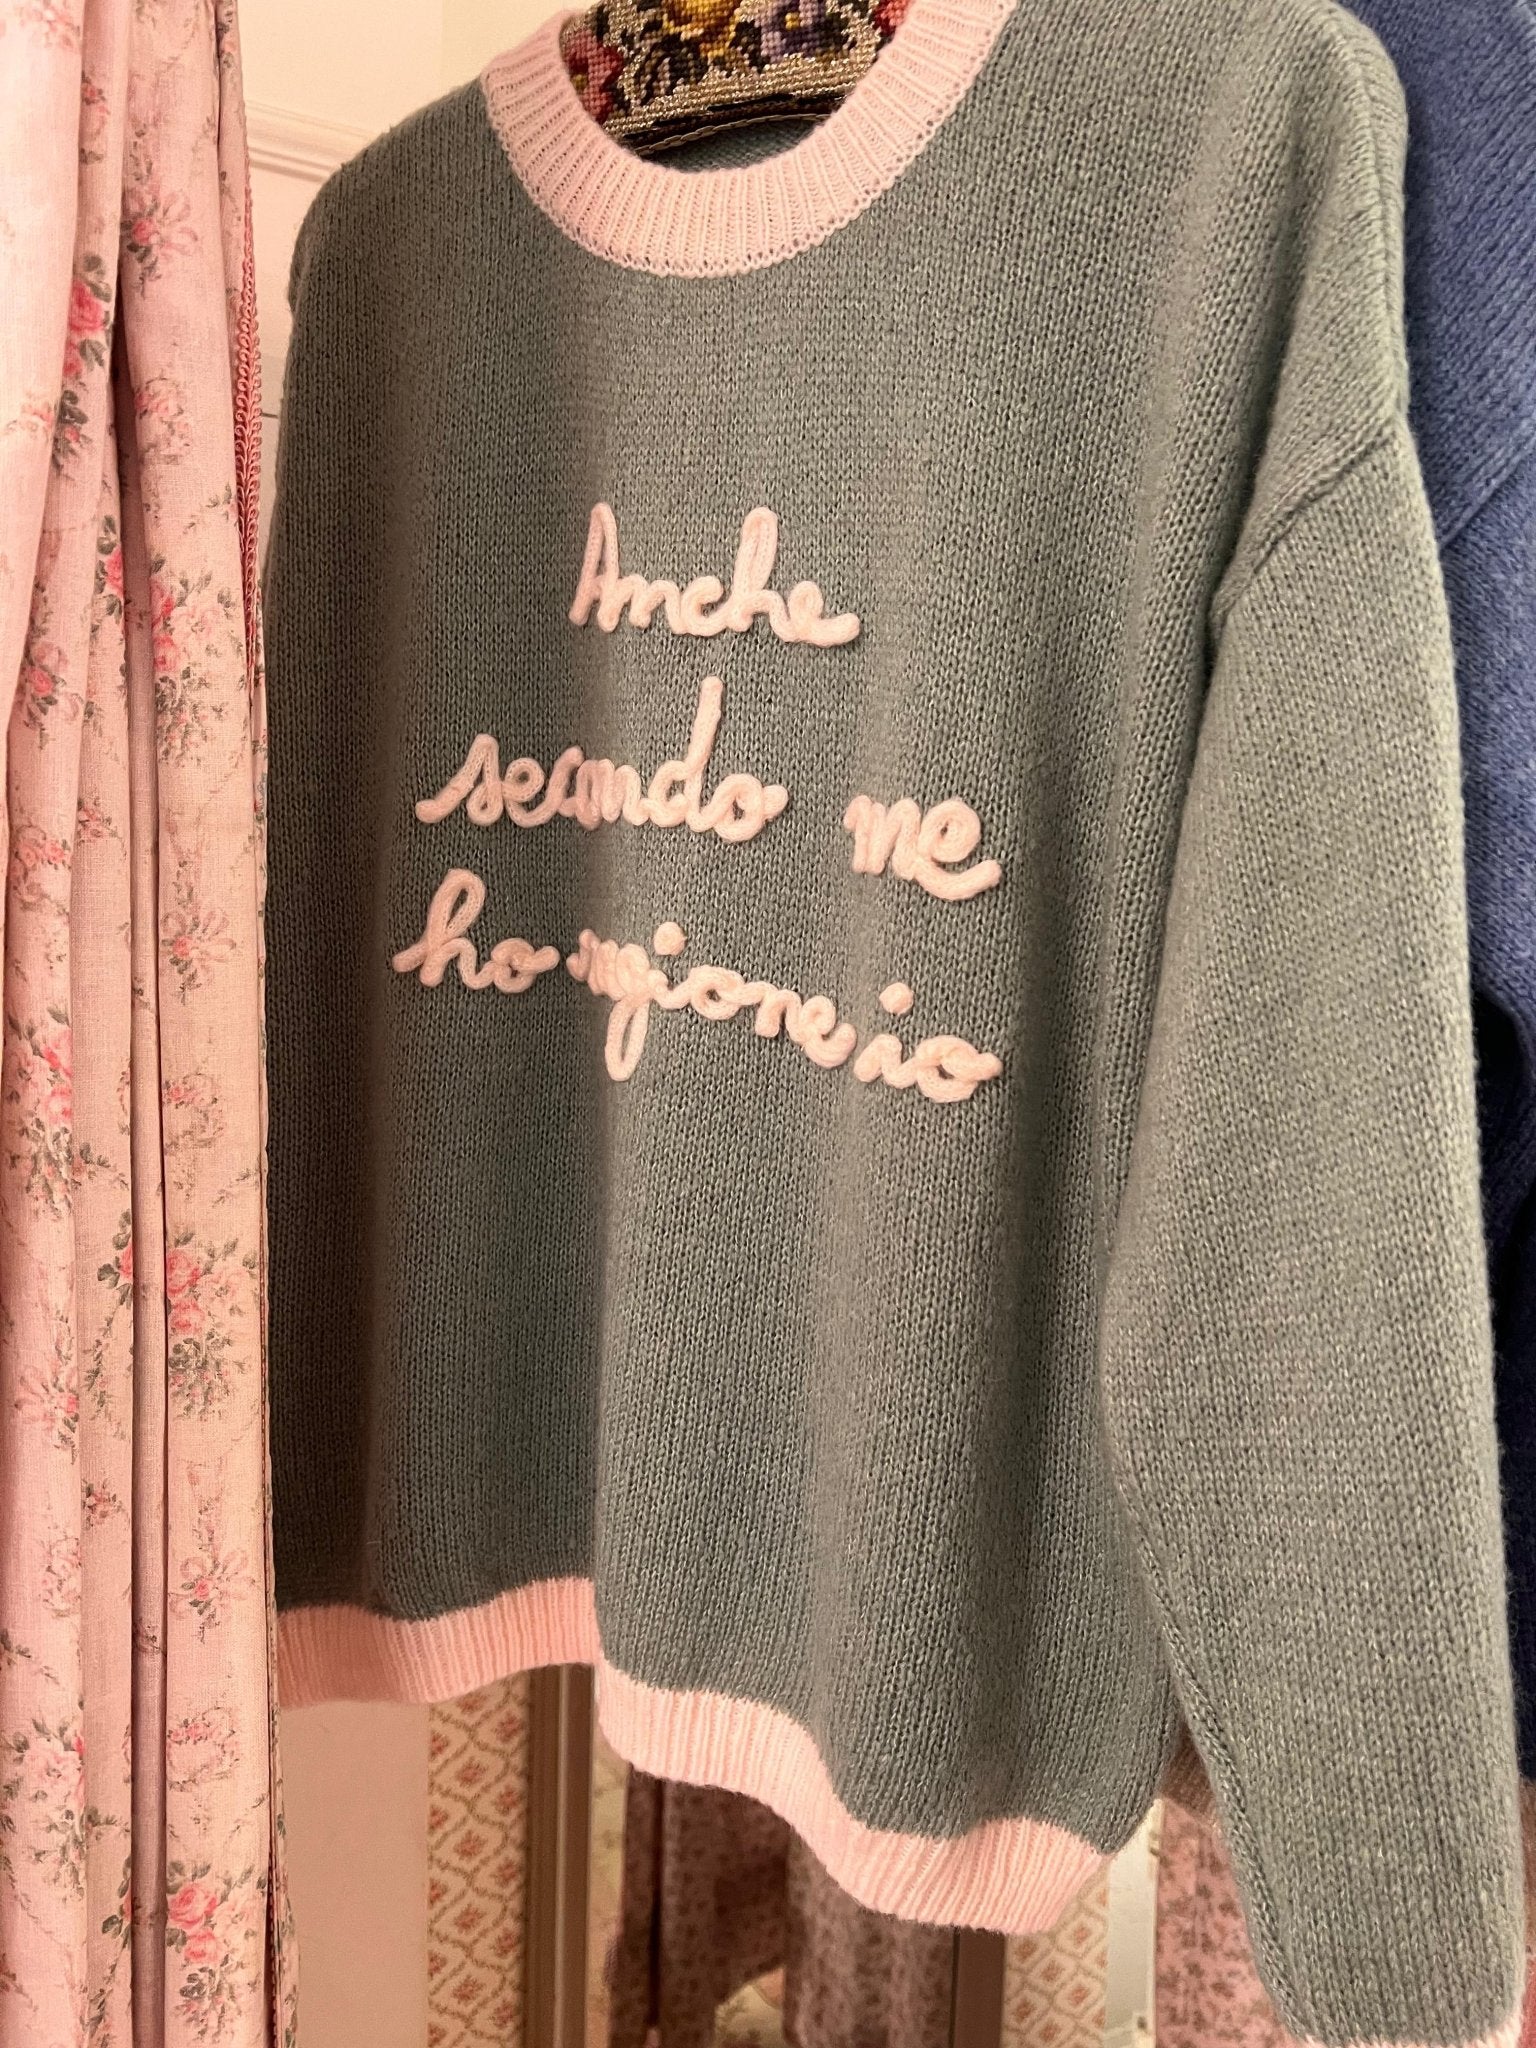 Anche
secondo me
ho ragione io